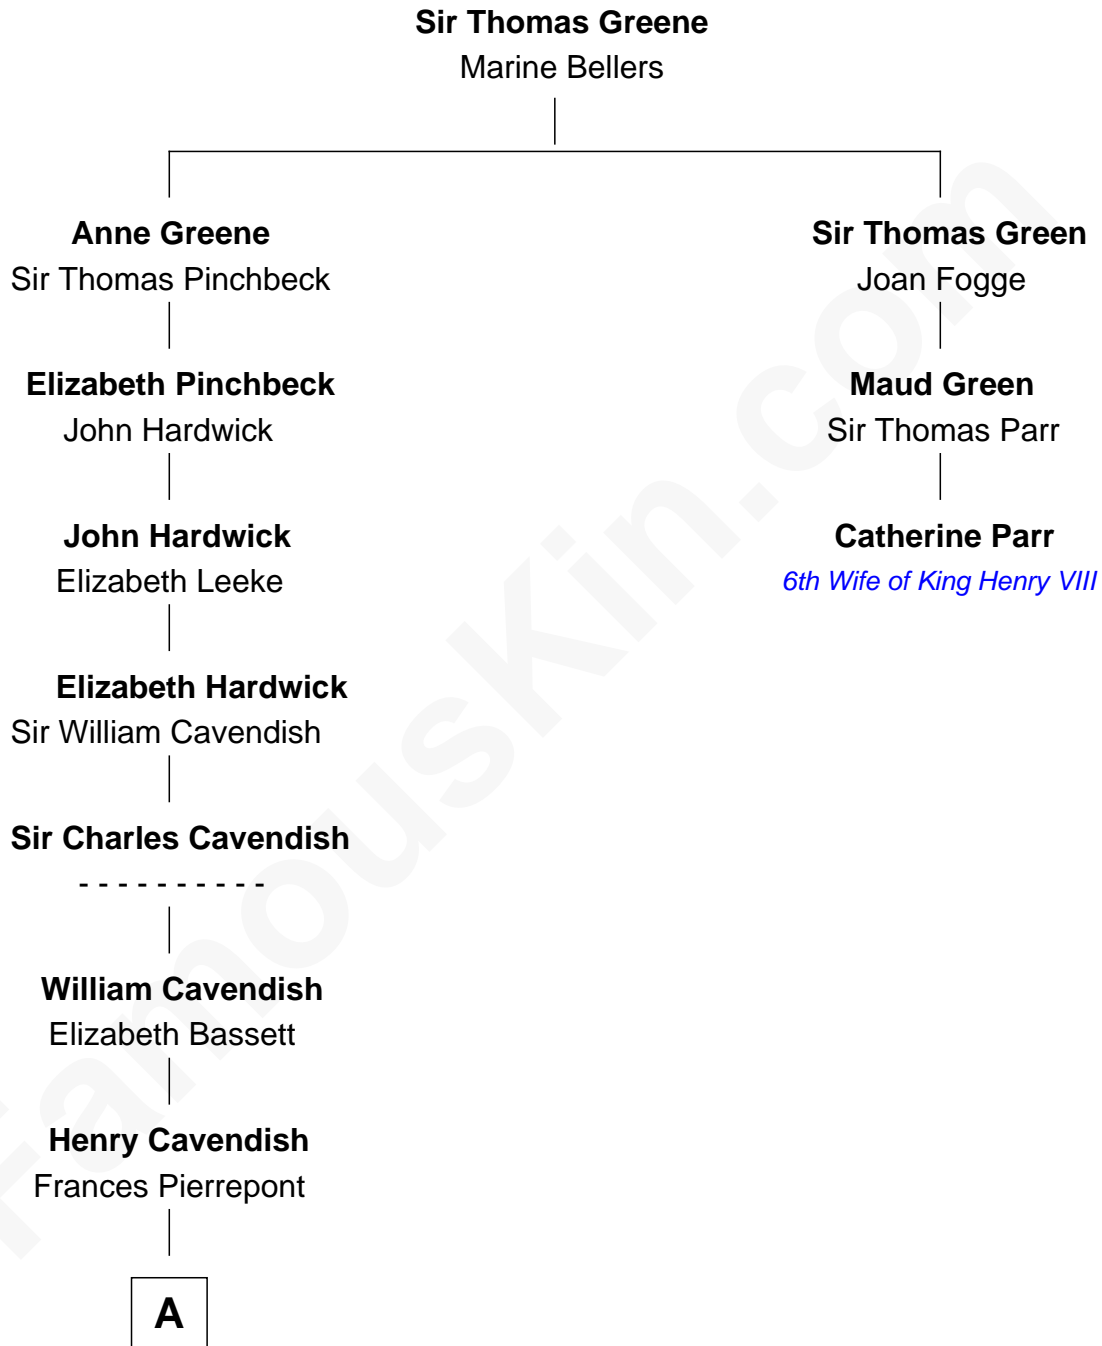 Sir Thomas Greene
Marine Bellers
Anne Greene
Sir Thomas Pinchbeck
Sir Thomas Green
Joan Fogge
Elizabeth Pinchbeck
John Hardwick
Maud Green
Sir Thomas Parr
John Hardwick
Elizabeth Leeke
Catherine Parr
6th Wife of King Henry VIII
Elizabeth Hardwick
Sir William Cavendish
Sir Charles Cavendish
- - - - - - - - - -
William Cavendish
Elizabeth Bassett
Henry Cavendish
Frances Pierrepont
A
FamousKin.com